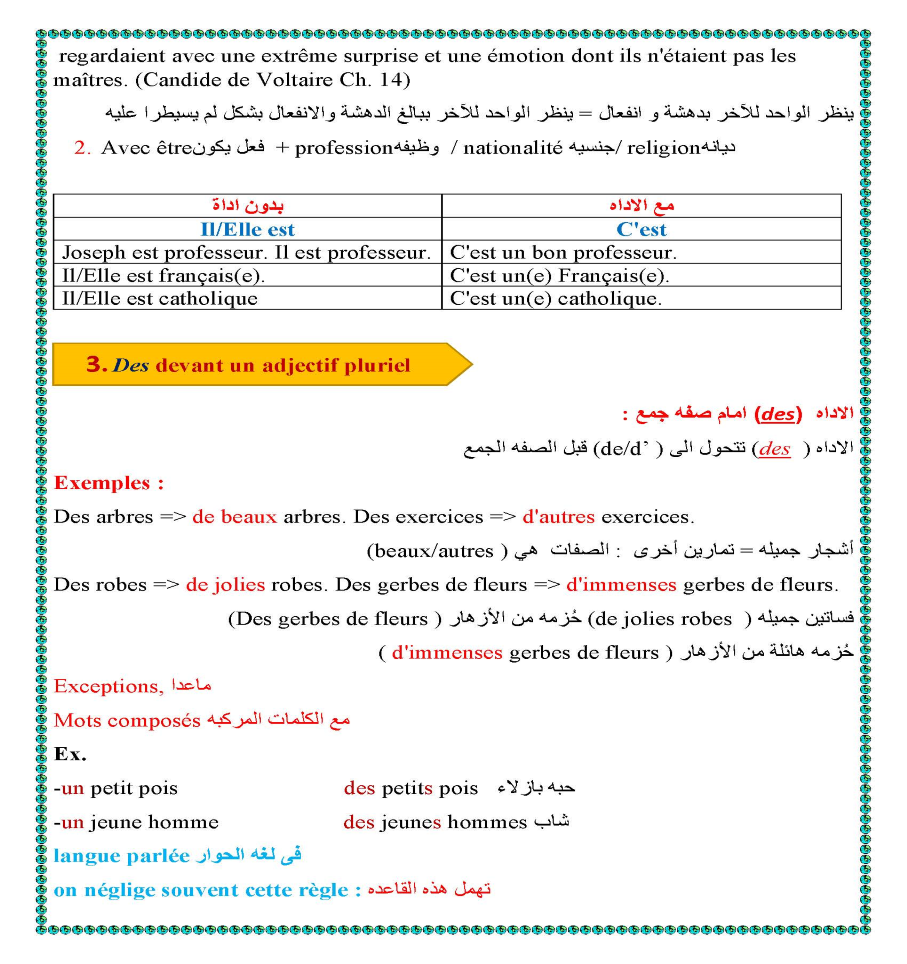 regardaient avec une extrême surprise et une émotion dont ils n'étaient pas les
maîtres. (Candide de Voltaire Ch. 14)
ينظر الواحد للآخر بدهشة و انفعال = ينظر الواحد للآخر ببالغ الدهشة والانفعال بشكل لم يسيطرا عليه
2. Avec être فعل يكون + profession وظيفه / nationalité جنسيه / religion ديانه
بدون اداة مع الاداه
Il/Elle est C'est
Joseph est professeur. Il est professeur. C'est un bon professeur.
Il/Elle est français(e). C'est un(e) Français(e).
Il/Elle est catholique C'est un(e) catholique.
3. Des devant un adjectif pluriel
الاداه (des) امام صفه جمع :
الاداه ( des) تتحول الى ( de/d’) قبل الصفه الجمع
Exemples :
Des arbres => de beaux arbres. Des exercices => d'autres exercices.
أشجار جميله = تمارين أخرى : الصفات هي ( beaux/autres)
Des robes => de jolies robes. Des gerbes de fleurs => d'immenses gerbes de fleurs.
فساتين جميله ( de jolies robes) حُزمه من الأزهار ( Des gerbes de fleurs)
حُزمه هائلة من الأزهار ( d'immenses gerbes de fleurs )
Exceptions, ماعدا
Mots composés مع الكلمات المركبه
Ex.
-un petit pois des petits pois حبه بازلاء
-un jeune homme des jeunes hommes شاب
langue parlée فى لغه الحوار
on néglige souvent cette règle : تهمل هذه القاعده